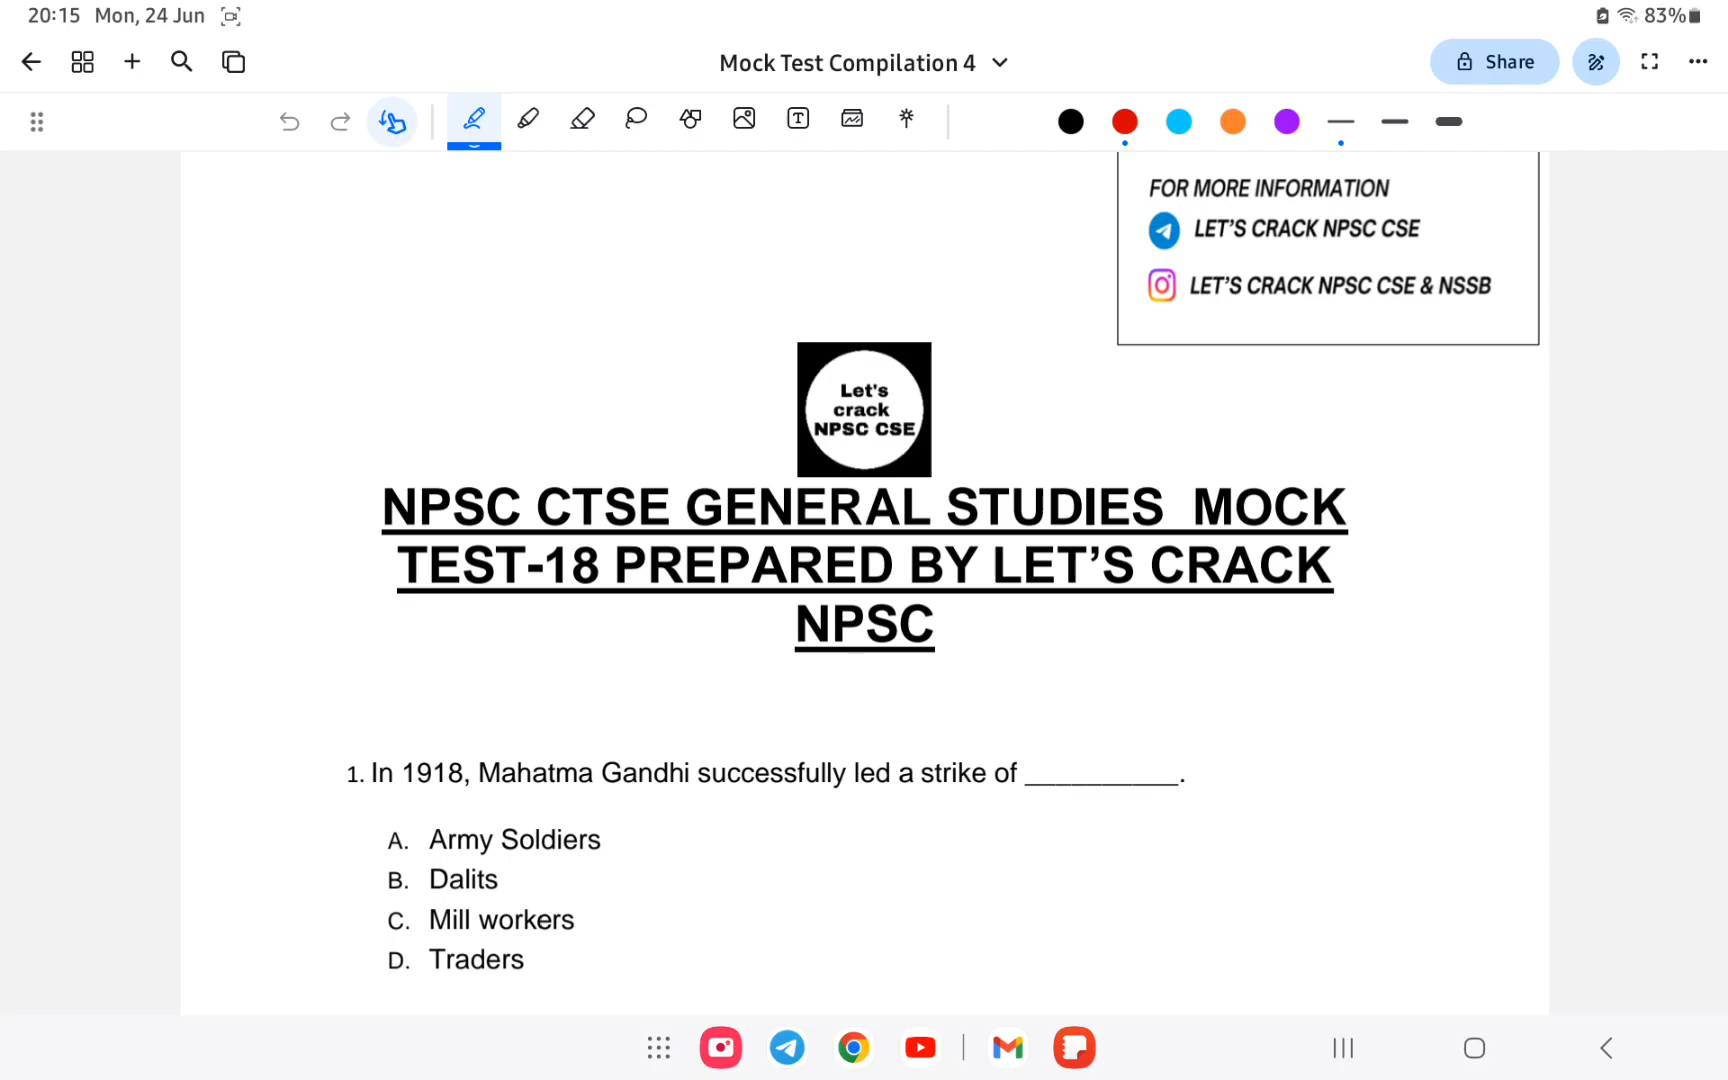 20:15 Mon, 24 Jun
83%
Mock Test Compilation 4
Share
FOR MORE INFORMATION
LET'S CRACK NPSC CSE
LET'S CRACK NPSC CSE & NSSB
Let's
crack
NPSC CSE
NPSC CTSE GENERAL STUDIES MOCK
TEST-18 PREPARED BY LET’S CRACK
NPSC
1. In 1918, Mahatma Gandhi successfully led a strike of __________.
A. Army Soldiers
B. Dalits
C. Mill workers
D. Traders